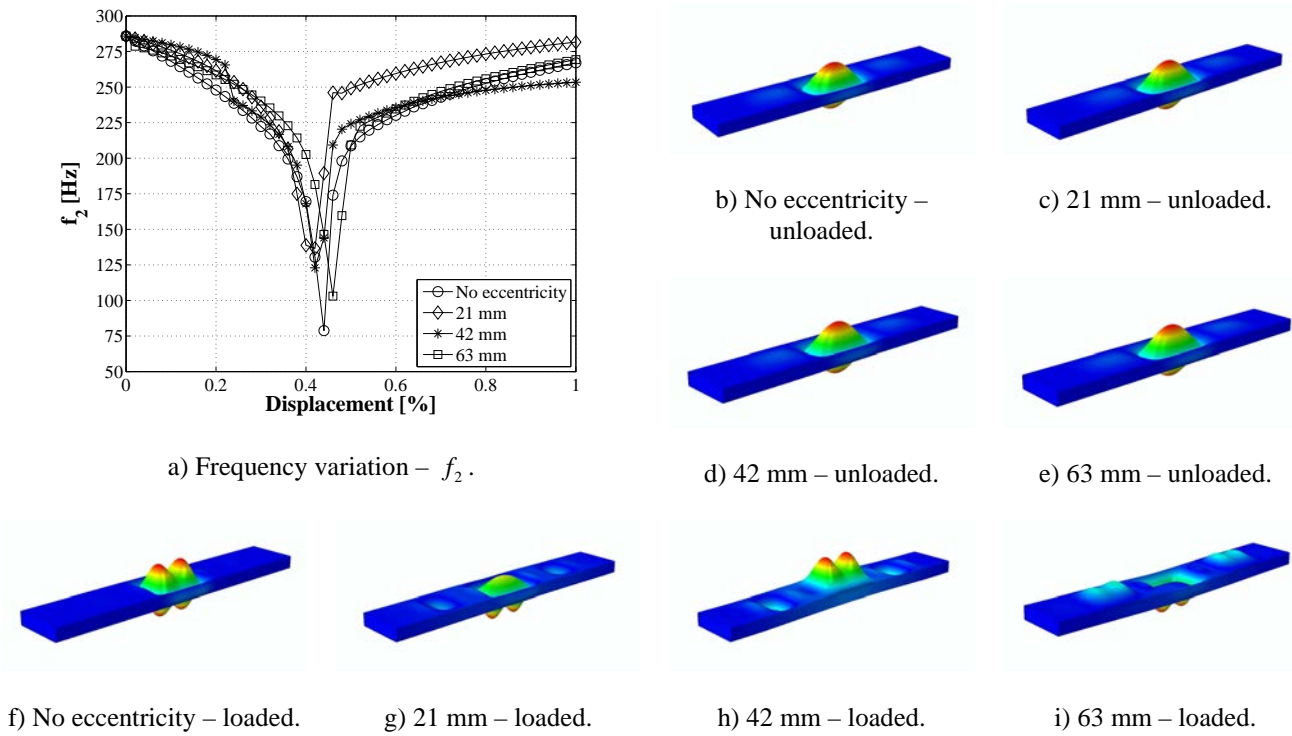 300
275
250
225
200
175
150
125
100
75
50
f2 [Hz]
0 0.2 0.4 0.6 0.8 1
Displacement [%]
No eccentricity
21 mm
42 mm
63 mm
a) Frequency variation – f2 .
b) No eccentricity –
unloaded.
c) 21 mm – unloaded.
d) 42 mm – unloaded.
e) 63 mm – unloaded.
f) No eccentricity – loaded.
g) 21 mm – loaded.
h) 42 mm – loaded.
i) 63 mm – loaded.